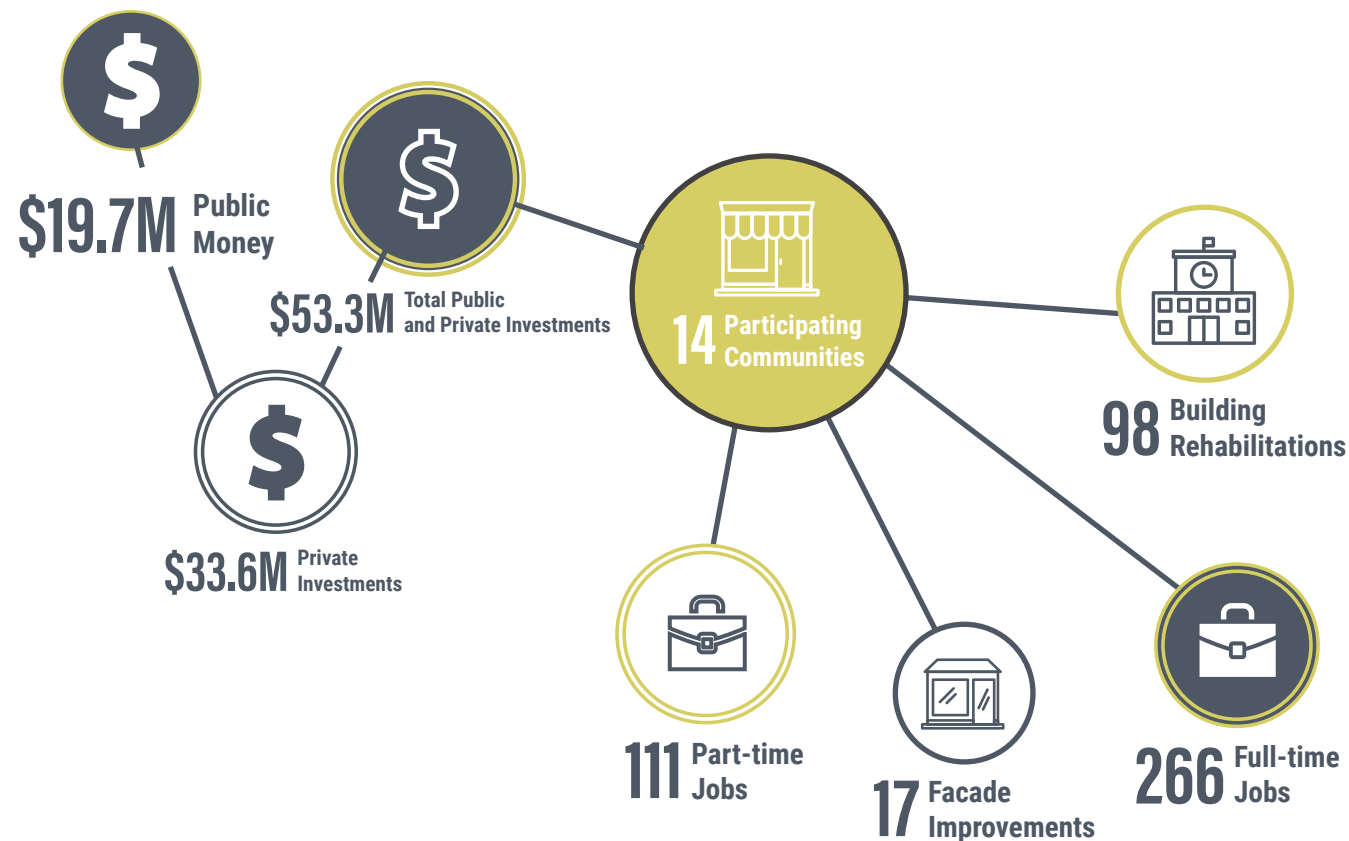 $19.7M Public
Money
$53.3M Total Public
and Private Investments
$33.6M Private
Investments
14 Participating
Communities
98 Building
Rehabilitations
111 Part-time
Jobs
17 Facade
Improvements
266 Full-time
Jobs